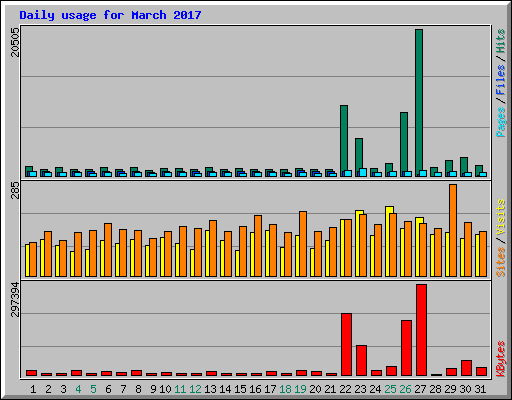 Daily usage for March 2017
20505
Pages / Files / Hits
285
Sites / Visits
297394
KBytes
1 2 3 4 5 6 7 8 9 10 11 12 13 14 15 16 17 18 19 20 21 22 23 24 25 26 27 28 29 30 31